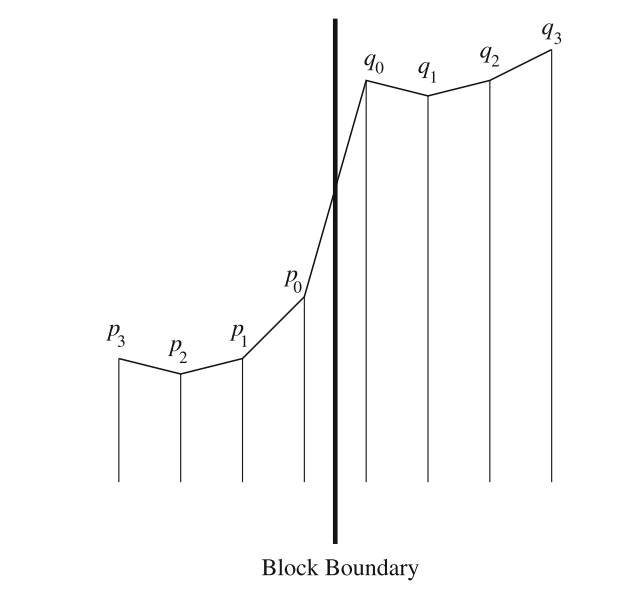 p₃ p₂ p₁ p₀ q₀ q₁ q₂ q₃
Block Boundary